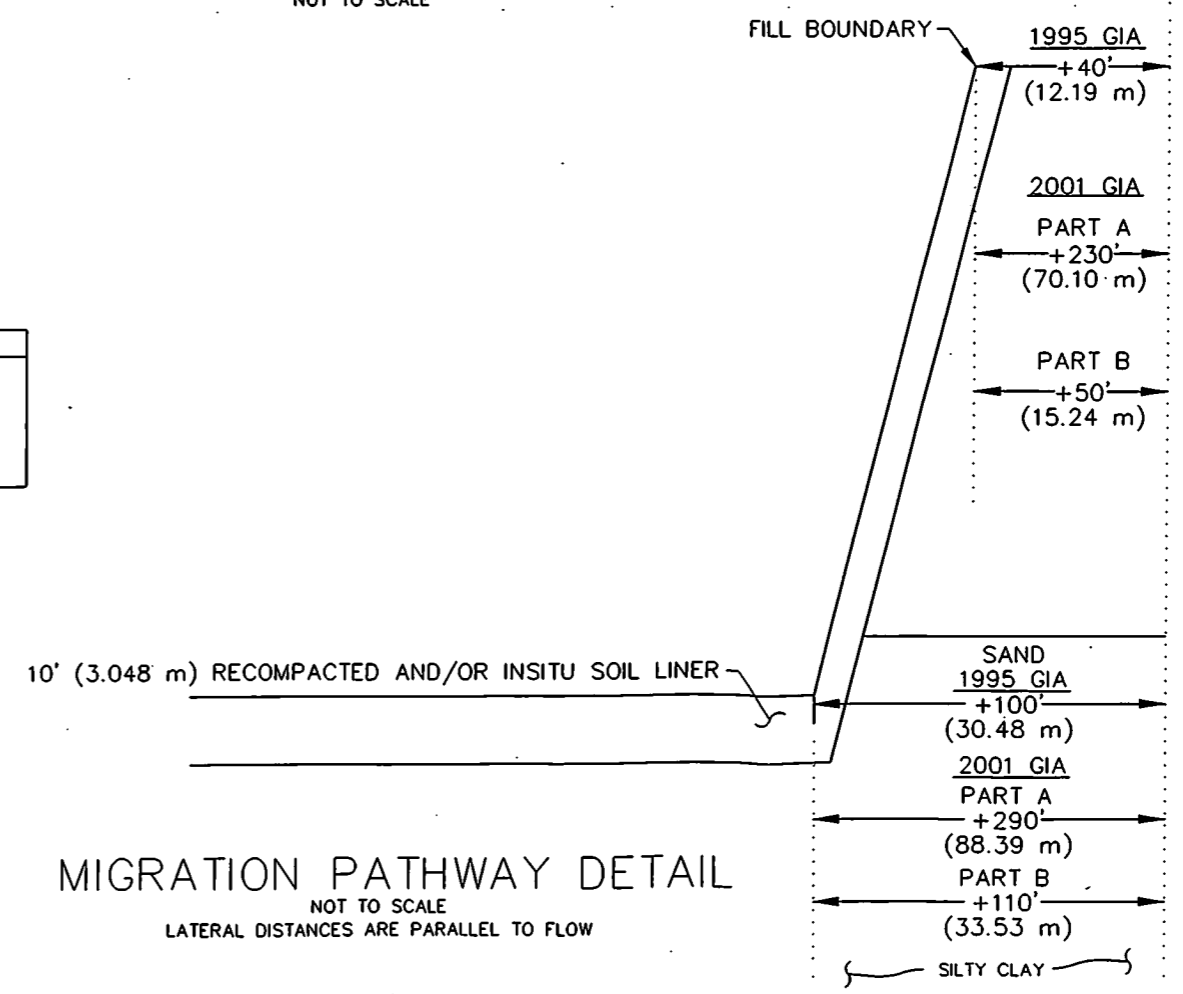 NOT TO SCALE
FILL BOUNDARY
1995 GIA
+40'
(12.19 m)
2001 GIA
PART A
+230'
(70.10 m)
PART B
+50'
(15.24 m)
10' (3.048 m) RECOMPACTED AND/OR INSITU SOIL LINER
SAND
1995 GIA
+100'
(30.48 m)
2001 GIA
PART A
+290'
(88.39 m)
PART B
+110'
(33.53 m)
MIGRATION PATHWAY DETAIL
NOT TO SCALE
LATERAL DISTANCES ARE PARALLEL TO FLOW
SILTY CLAY